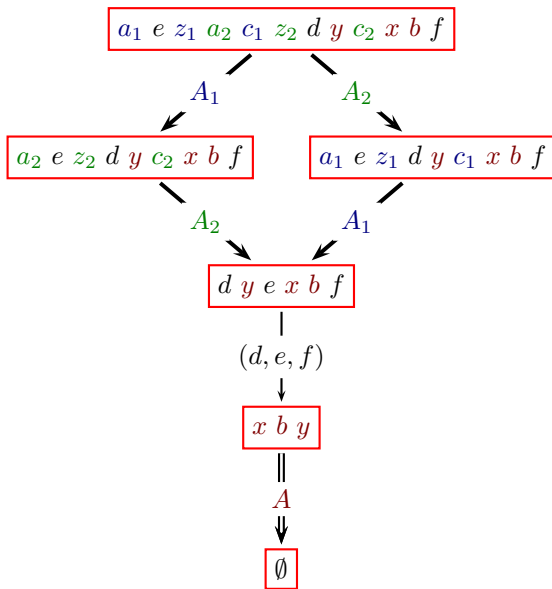 a₁ e z₁ a₂ c₁ z₂ d y c₂ x b f
A₁ A₂
a₂ e z₂ d y c₂ x b f a₁ e z₁ d y c₁ x b f
A₂ A₁
d y e x b f
(d, e, f)
x b y
A
∅